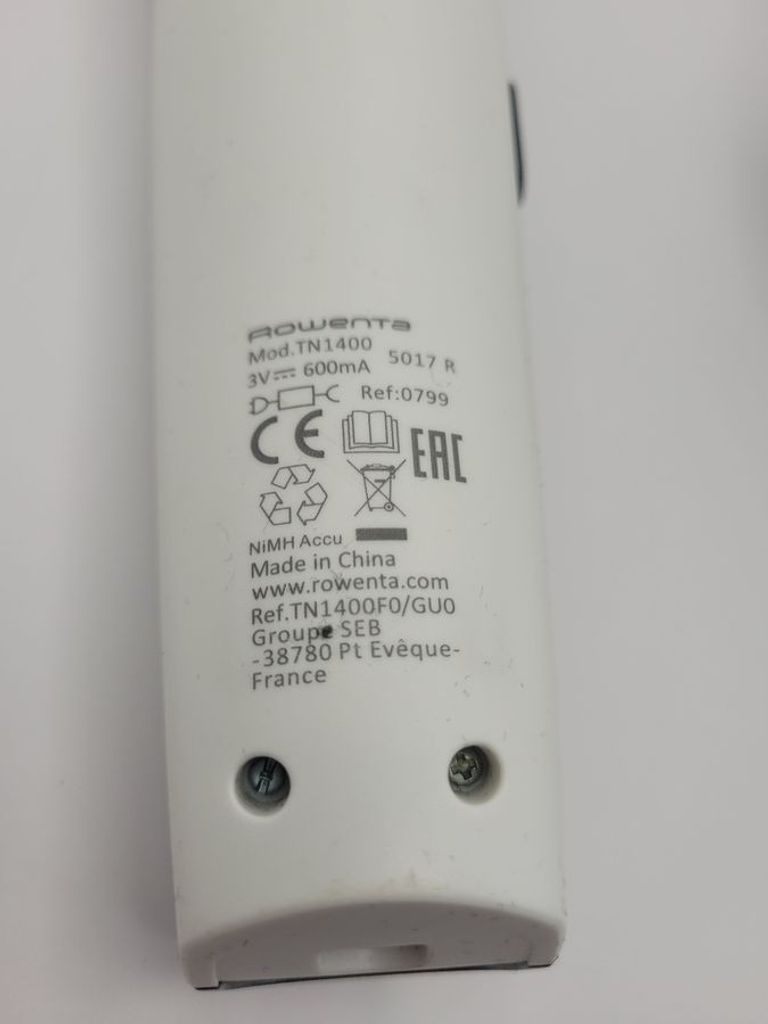 Rowenta
Mod.TN1400
5017 R
3V⎓ 600mA
Ref:0799
CE
EAC
NiMH Accu
Made in China
www.rowenta.com
Ref.TN1400F0/GU0
Groupe SEB
-38780 Pt Evêque-
France